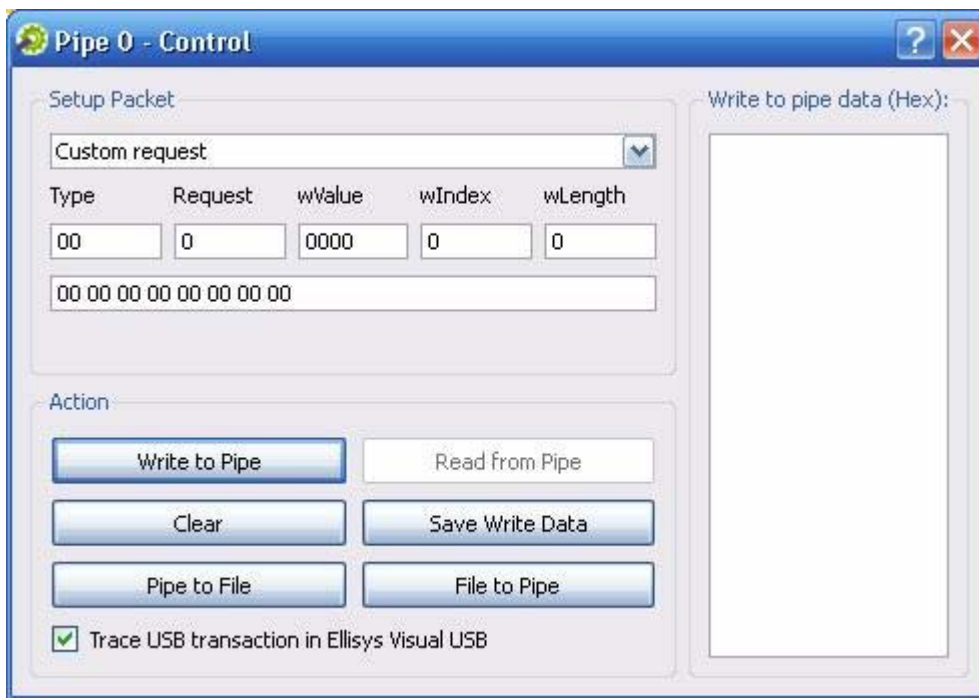 Pipe 0 - Control
Setup Packet
Custom request
Type Request wValue wIndex wLength
00 0 0000 0 0
00 00 00 00 00 00 00 00
Action
Write to Pipe Read from Pipe
Clear Save Write Data
Pipe to File File to Pipe
Trace USB transaction in Ellisys Visual USB
Write to pipe data (Hex):